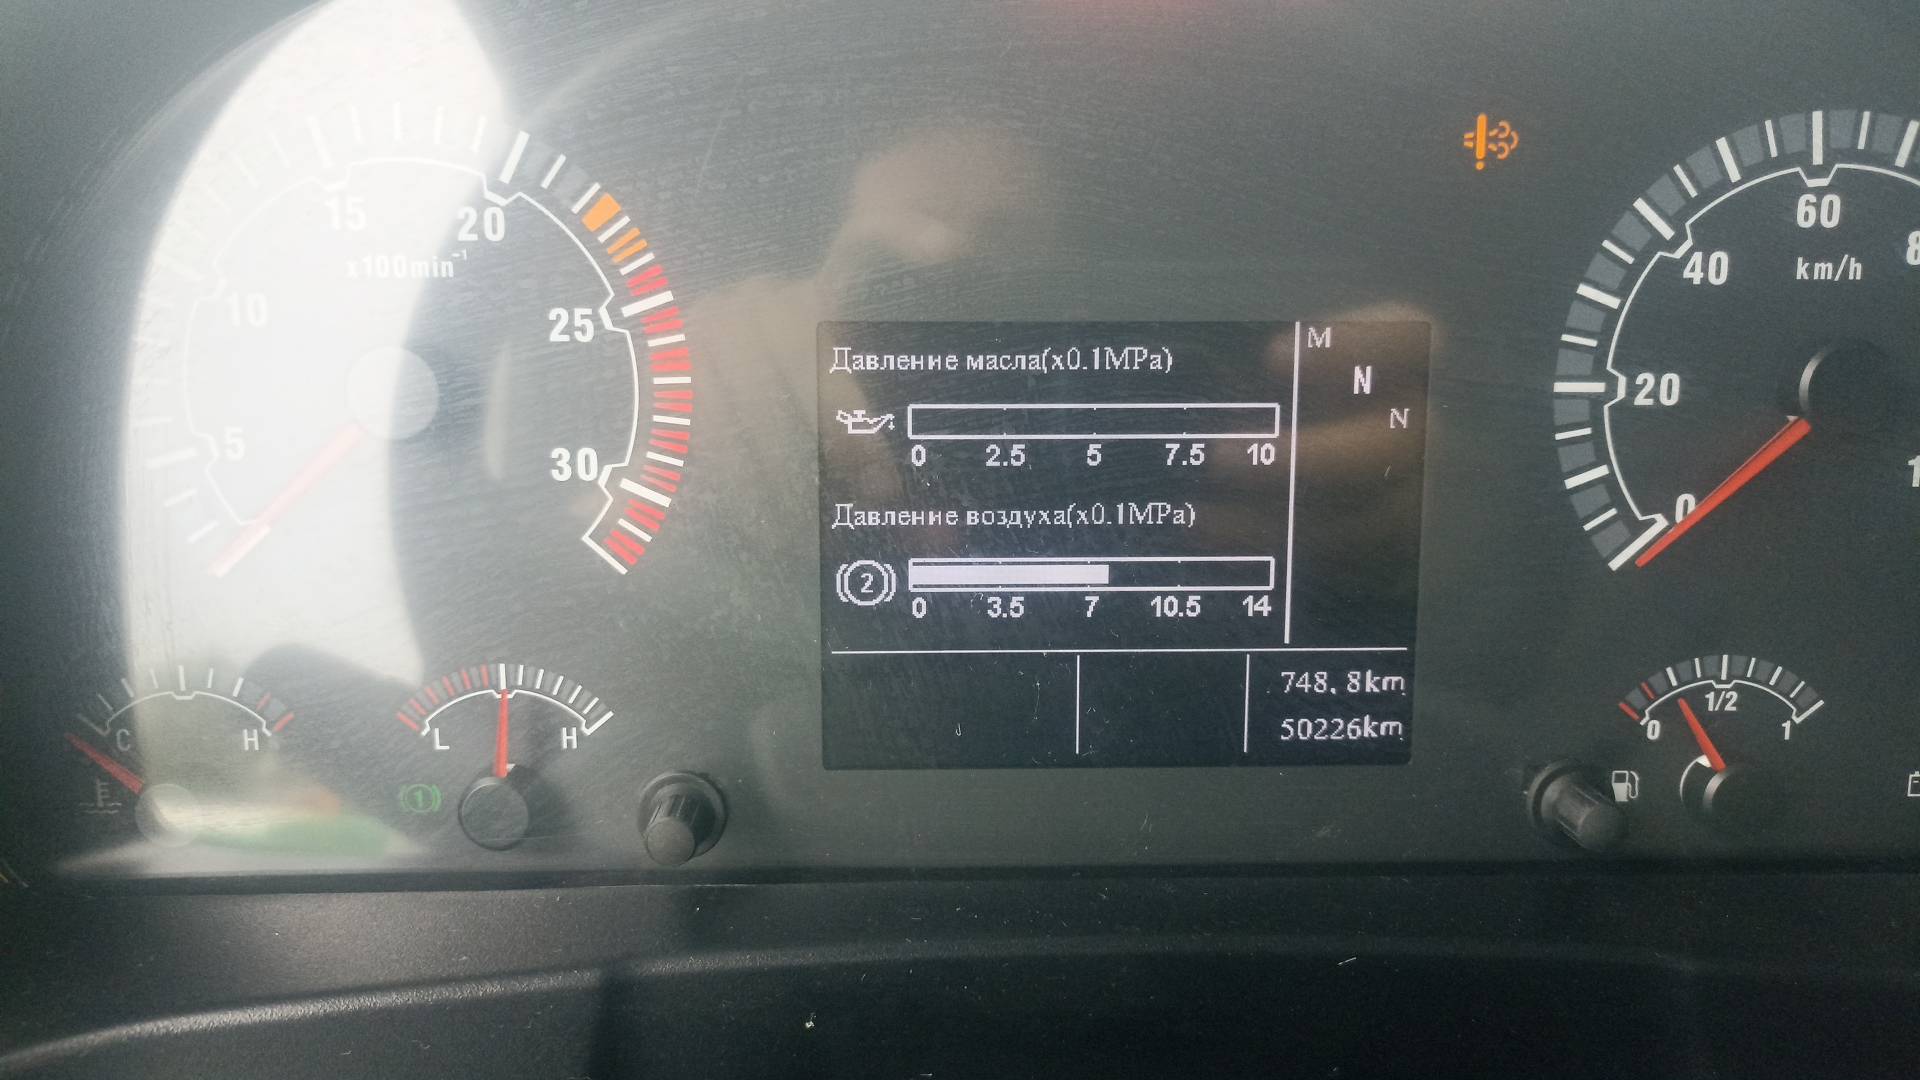 5
10
15
20
25
30
x100min⁻¹
C
H
L
H
1
Давление масла(x0.1MPa)
0 2.5 5 7.5 10
Давление воздуха(x0.1MPa)
2
0 3.5 7 10.5 14
M
N
N
748.8km
50226km
0
20
40
60
km/h
0
1/2
1